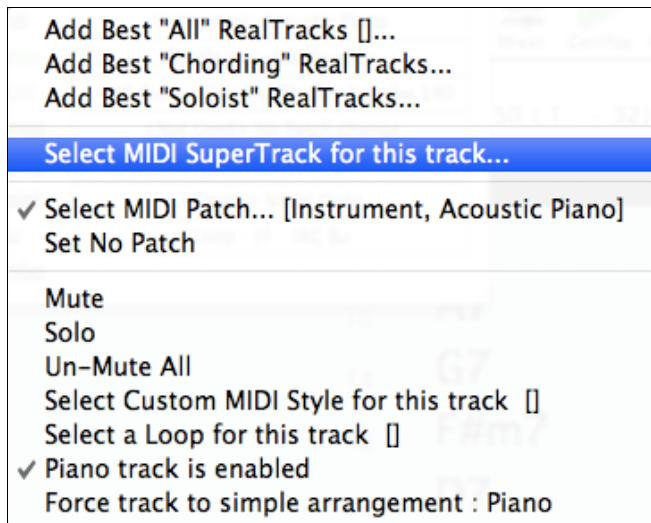 Add Best "All" RealTracks []...
Add Best "Chording" RealTracks...
Add Best "Soloist" RealTracks...
Select MIDI SuperTrack for this track...
✓ Select MIDI Patch... [Instrument, Acoustic Piano]
Set No Patch
Mute
Solo
Un-Mute All
Select Custom MIDI Style for this track []
G7
Select a Loop for this track []
F#m7
✓ Piano track is enabled
Force track to simple arrangement : Piano